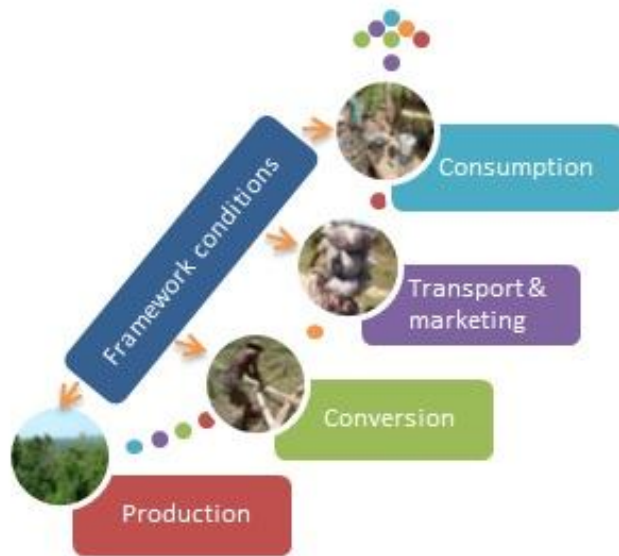 Consumption
Framework conditions
Transport &
marketing
Conversion
Production